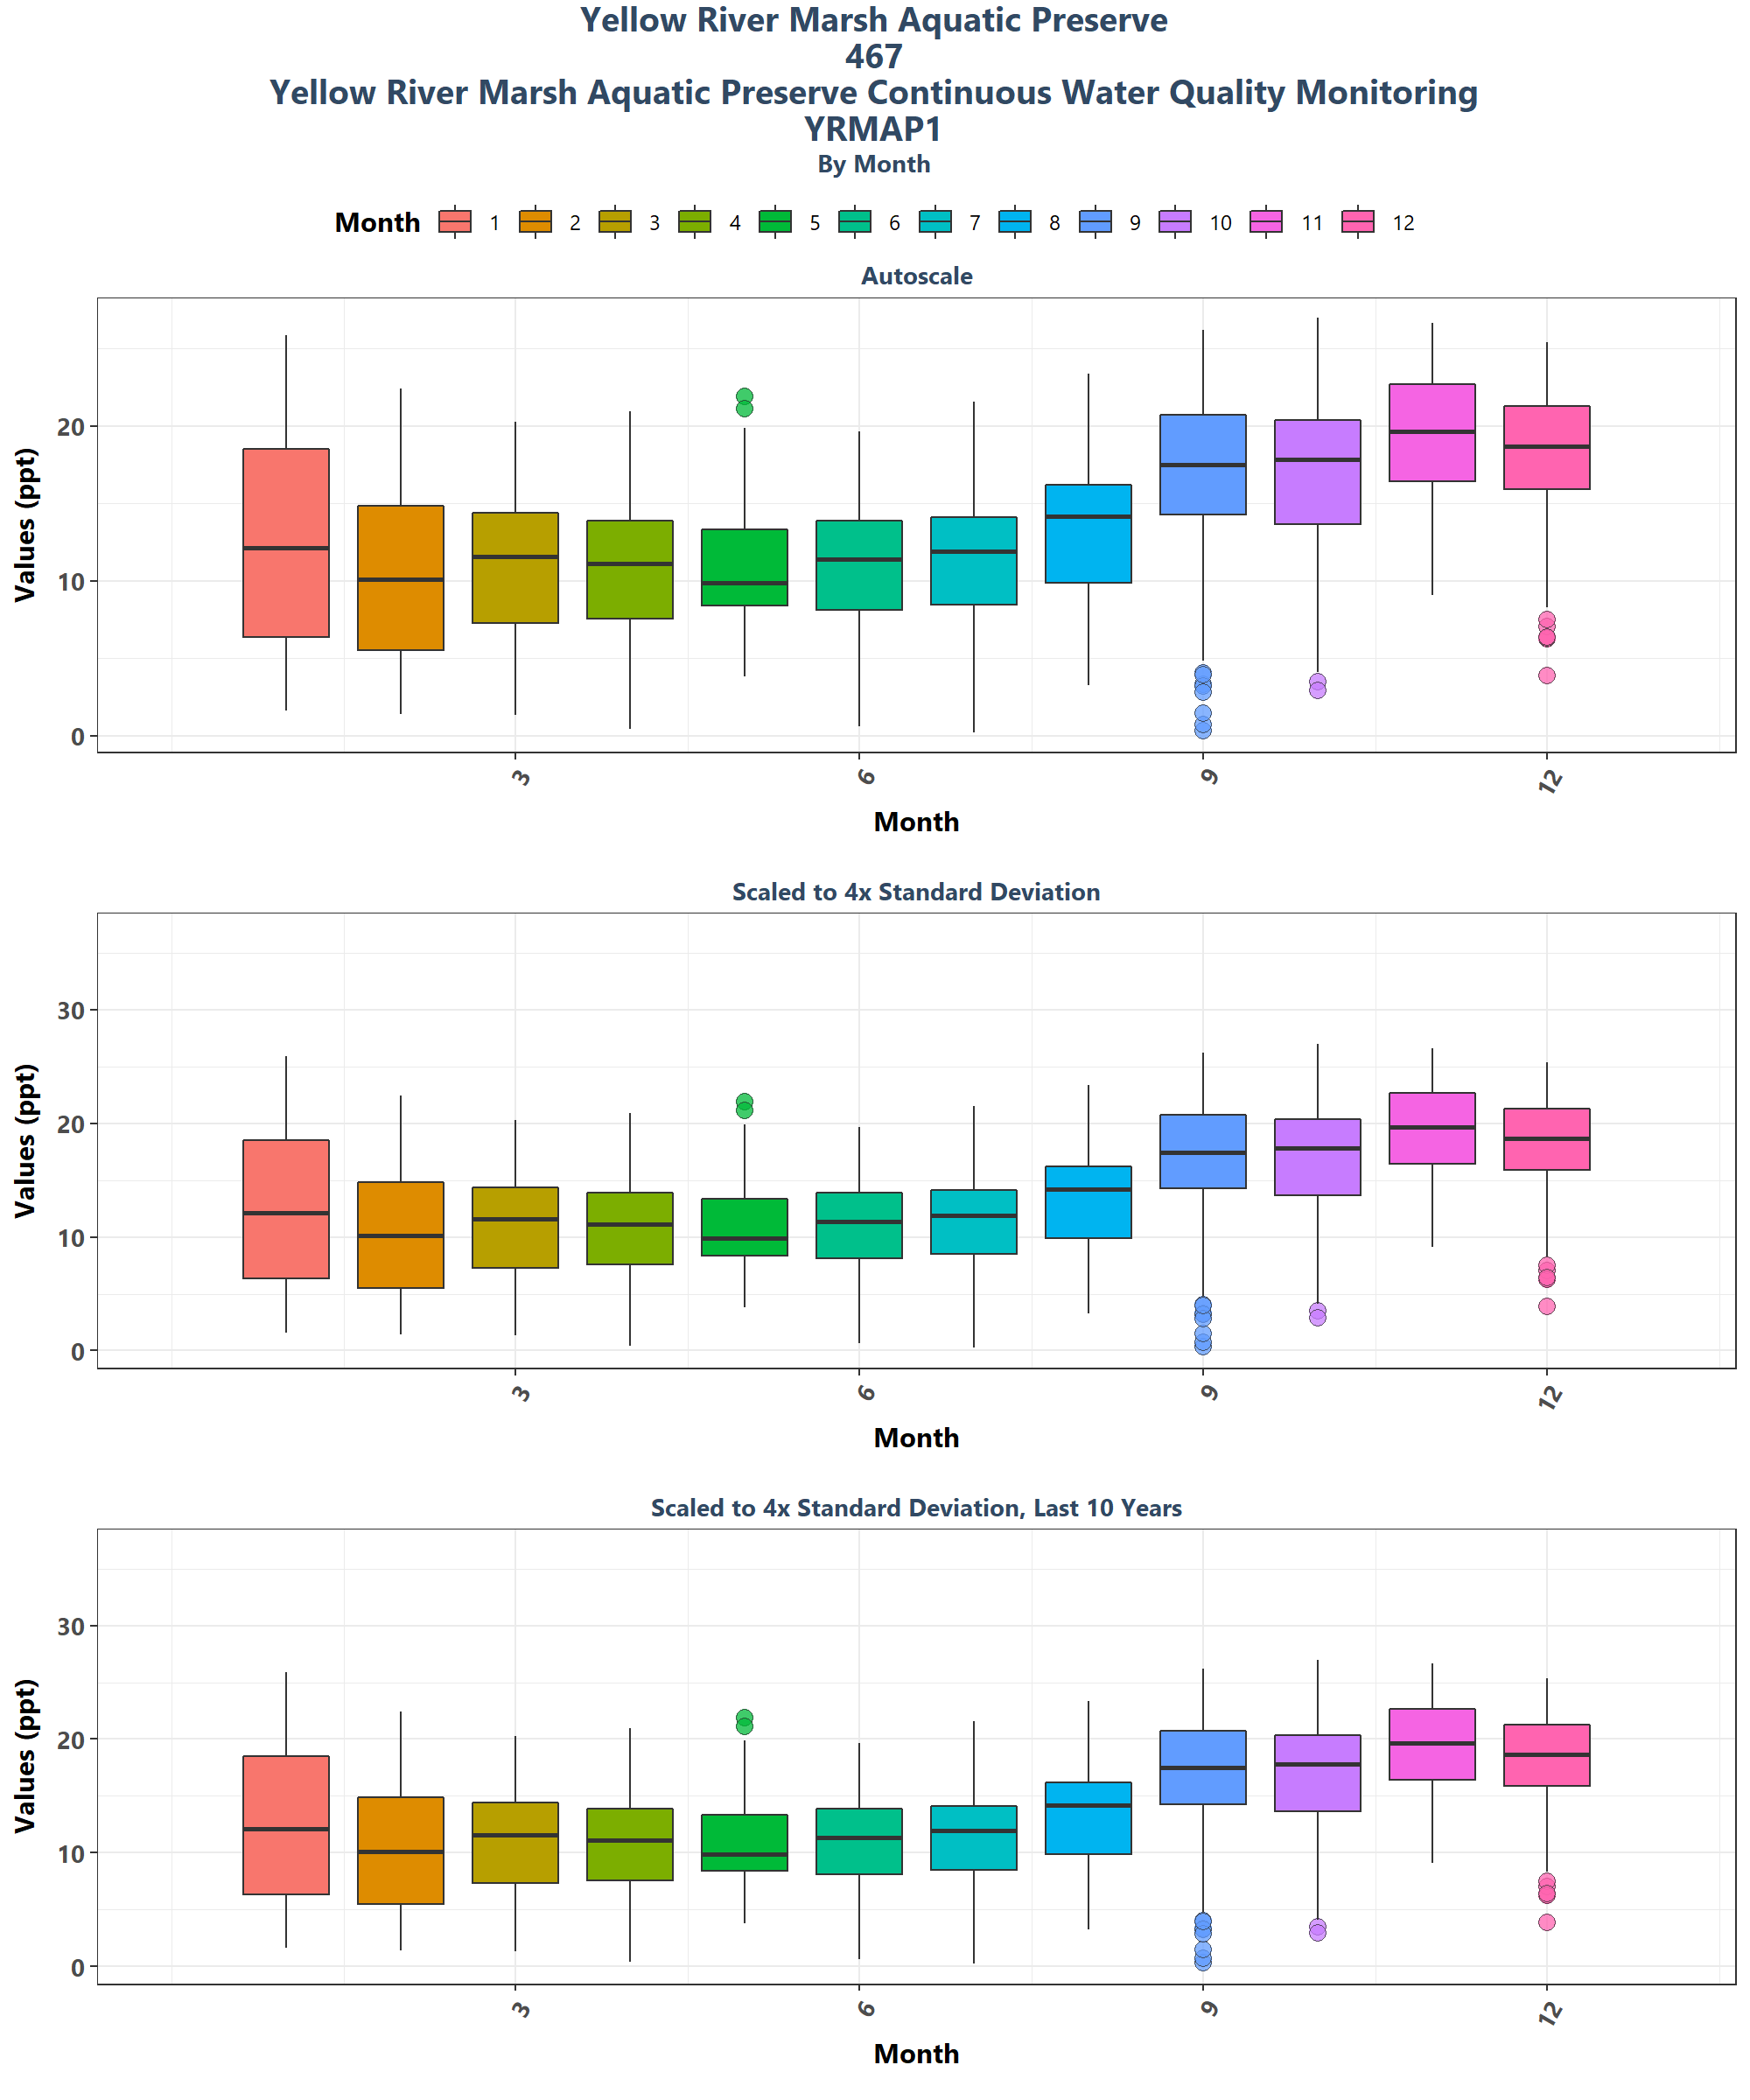 Yellow River Marsh Aquatic Preserve
467
Yellow River Marsh Aquatic Preserve Continuous Water Quality Monitoring
YRMAP1
By Month
Month 1 2 3 4 5 6 7 8 9 10 11 12
Autoscale
Values (ppt)
20
10
0
3 6 9 12
Month
Scaled to 4x Standard Deviation
Values (ppt)
30
20
10
0
3 6 9 12
Month
Scaled to 4x Standard Deviation, Last 10 Years
Values (ppt)
30
20
10
0
3 6 9 12
Month